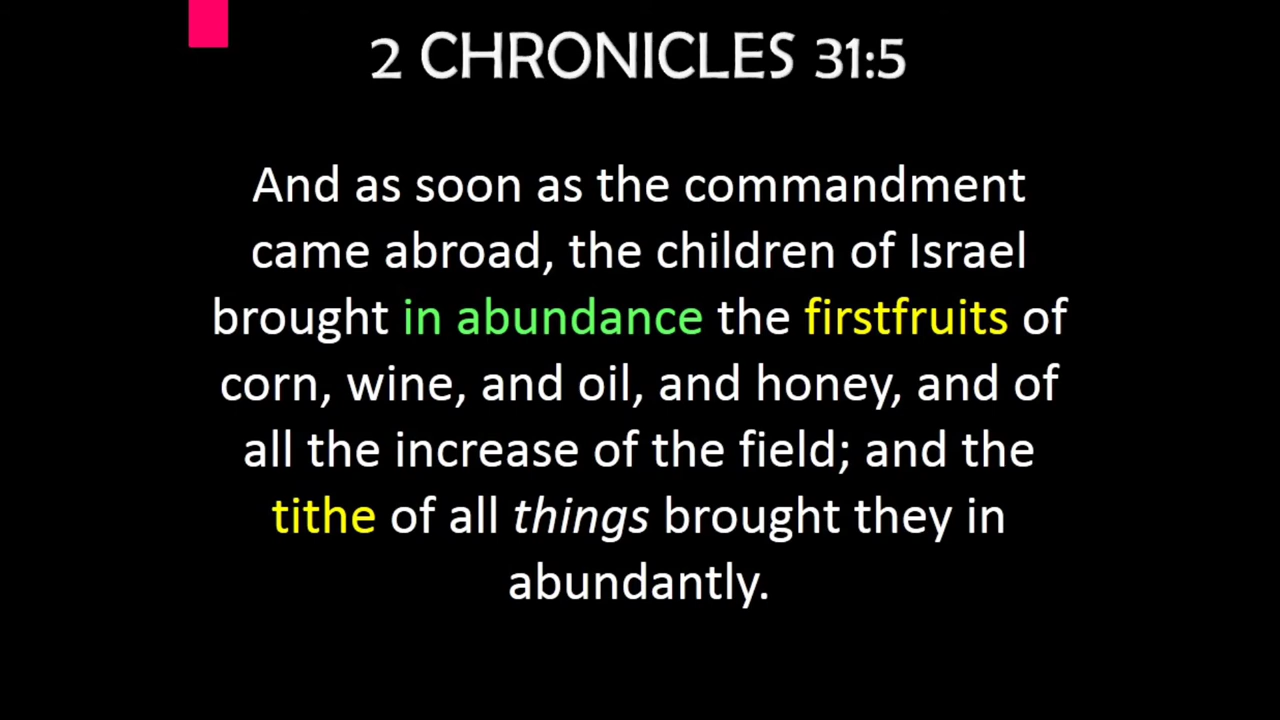 2 CHRONICLES 31:5
And as soon as the commandment
came abroad, the children of Israel
brought in abundance the firstfruits of
corn, wine, and oil, and honey, and of
all the increase of the field; and the
tithe of all things brought they in
abundantly.